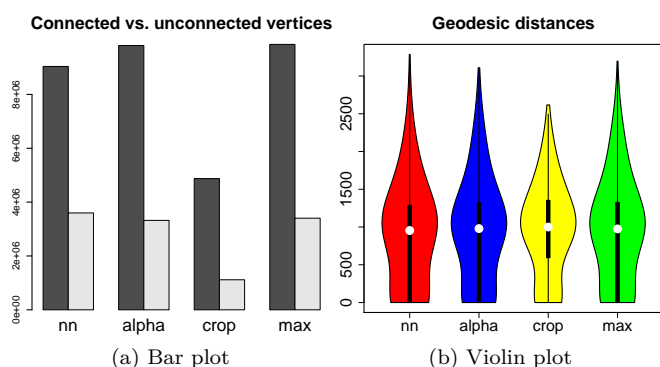 Connected vs. unconnected vertices
8e+06
6e+06
4e+06
2e+06
0e+00
nn alpha crop max
(a) Bar plot
Geodesic distances
2500
1500
500
0
nn alpha crop max
(b) Violin plot